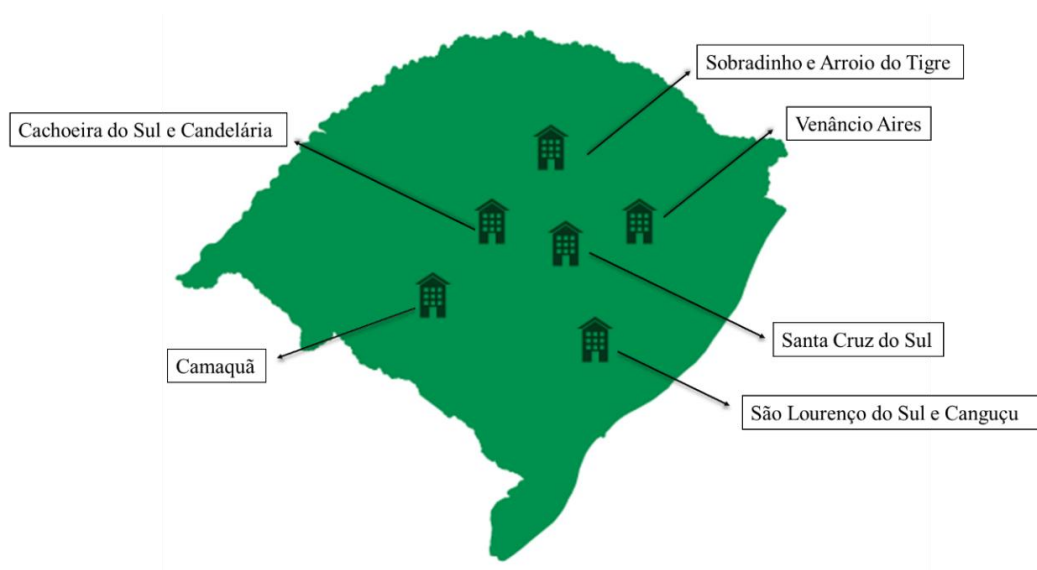 Sobradinho e Arroio do Tigre
Cachoeira do Sul e Candelária
Venâncio Aires
Santa Cruz do Sul
Camaquã
São Lourenço do Sul e Canguçu